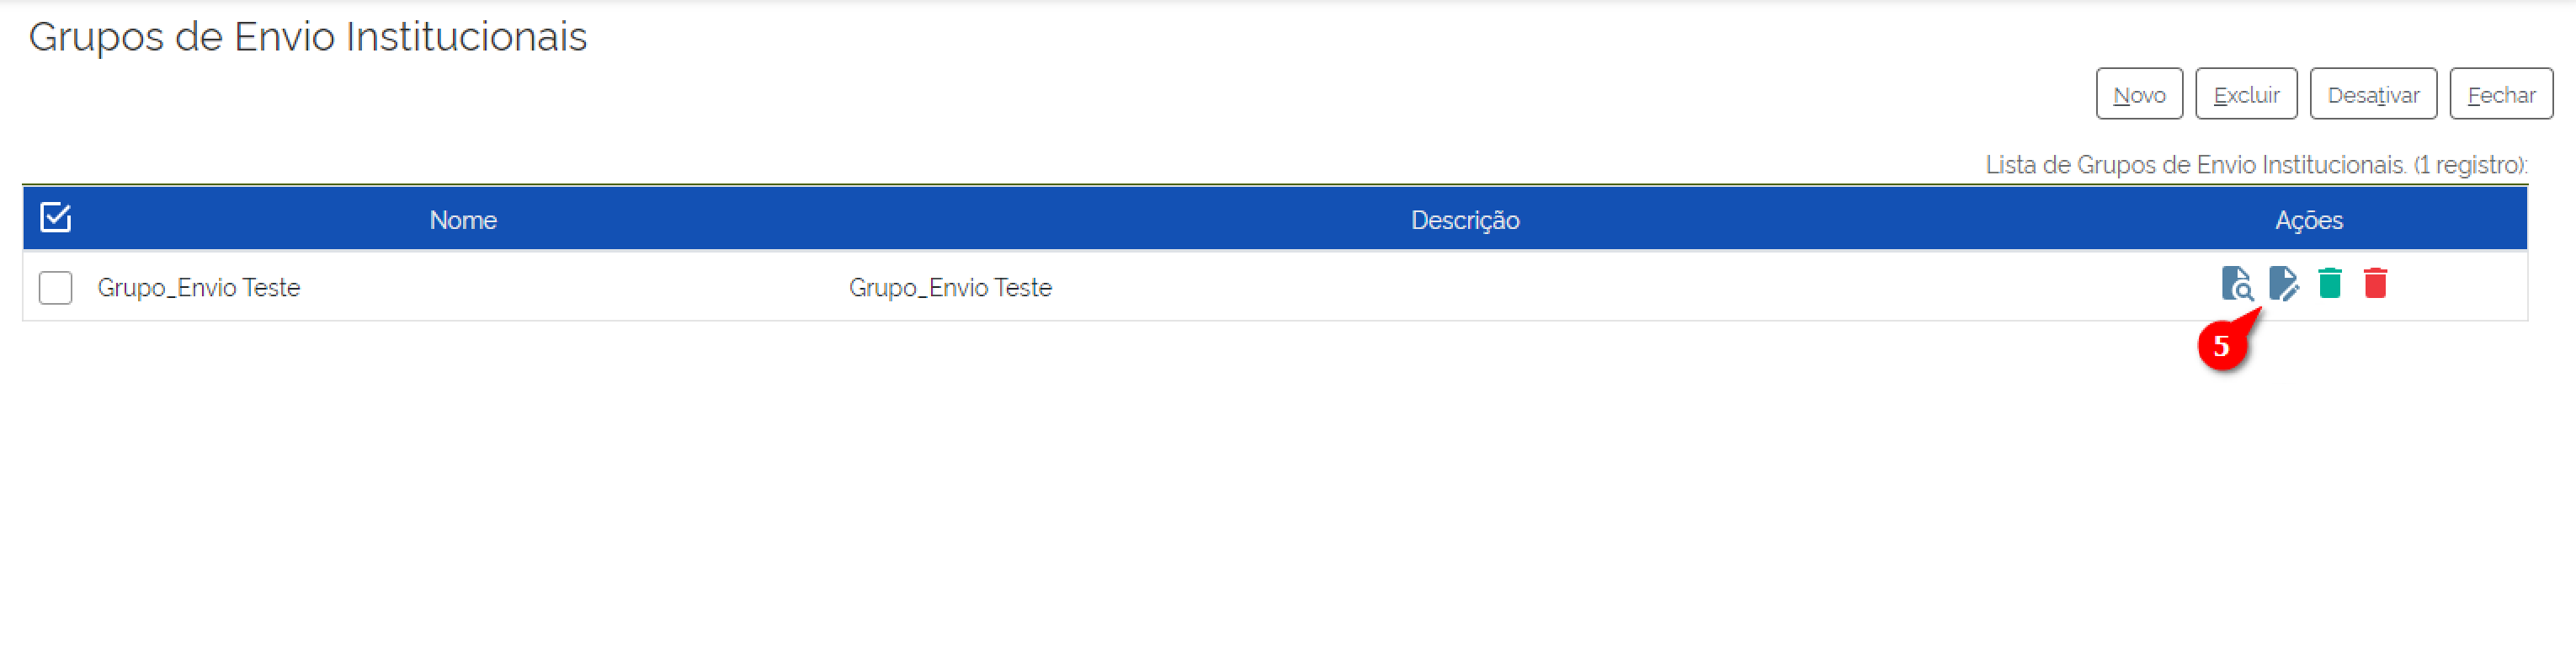 Grupos de Envio Institucionais
Novo Excluir Desativar Fechar
Lista de Grupos de Envio Institucionais. (1 registro):
Nome Descrição Ações
Grupo_Envio Teste Grupo_Envio Teste
5